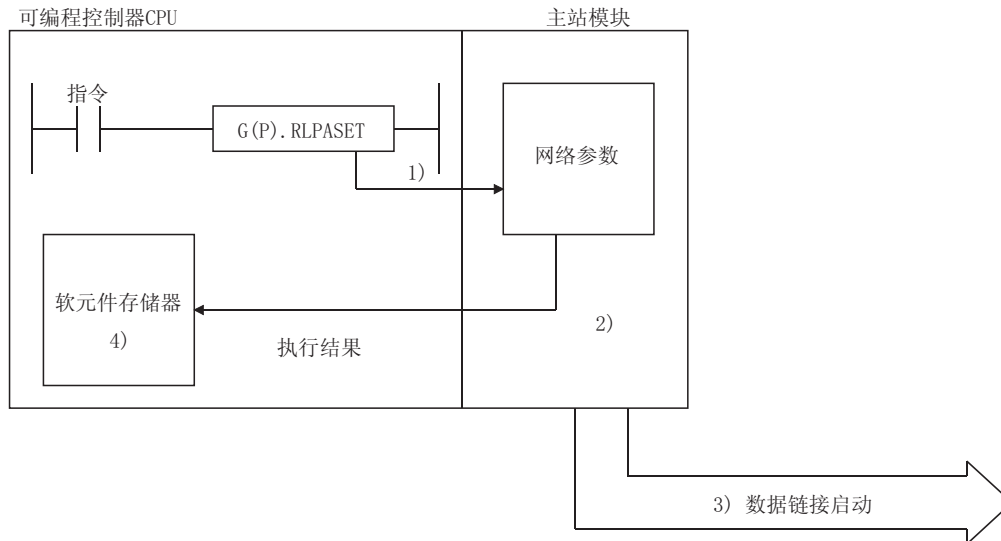 可编程控制器CPU
主站模块
指令
G(P).RLPASET
1)
网络参数
软元件存储器
4)
执行结果
2)
3) 数据链接启动